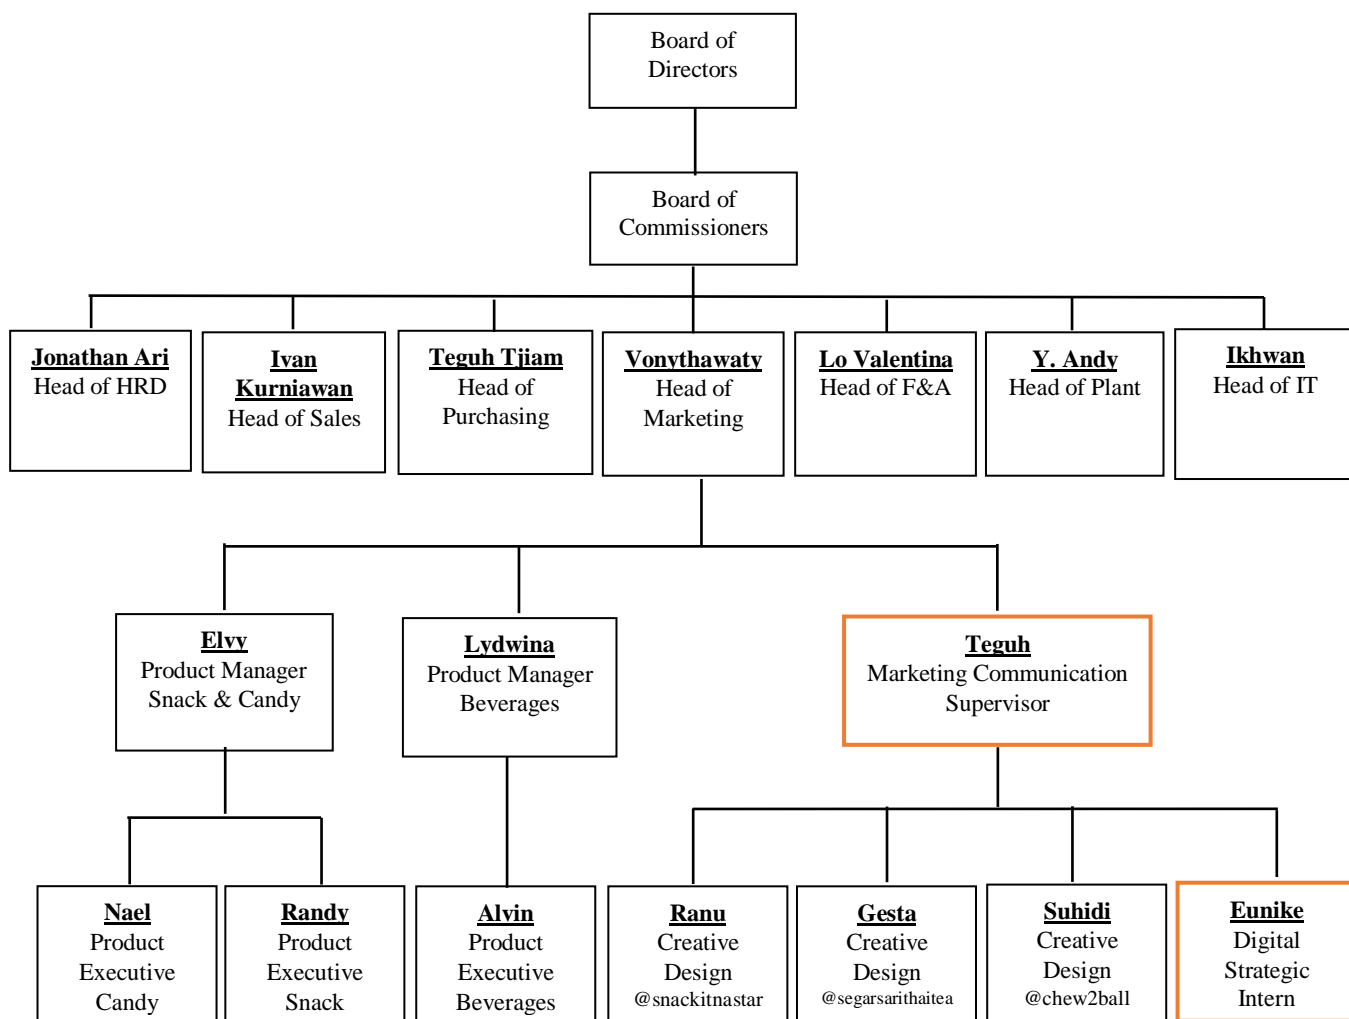 Board of
Directors
Board of
Commissioners
Jonathan Ari
Head of HRD
Ivan
Kurniawan
Head of Sales
Teguh Tjiam
Head of
Purchasing
Vonythawaty
Head of
Marketing
Lo Valentina
Head of F&A
Y. Andy
Head of Plant
Ikhwan
Head of IT
Elvy
Product Manager
Snack & Candy
Lydwina
Product Manager
Beverages
Teguh
Marketing Communication
Supervisor
Nael
Product
Executive
Candy
Randy
Product
Executive
Snack
Alvin
Product
Executive
Beverages
Ranu
Creative
Design
@snackitnastar
Gesta
Creative
Design
@segarsarithaitea
Suhidi
Creative
Design
@chew2ball
Eunike
Digital
Strategic
Intern